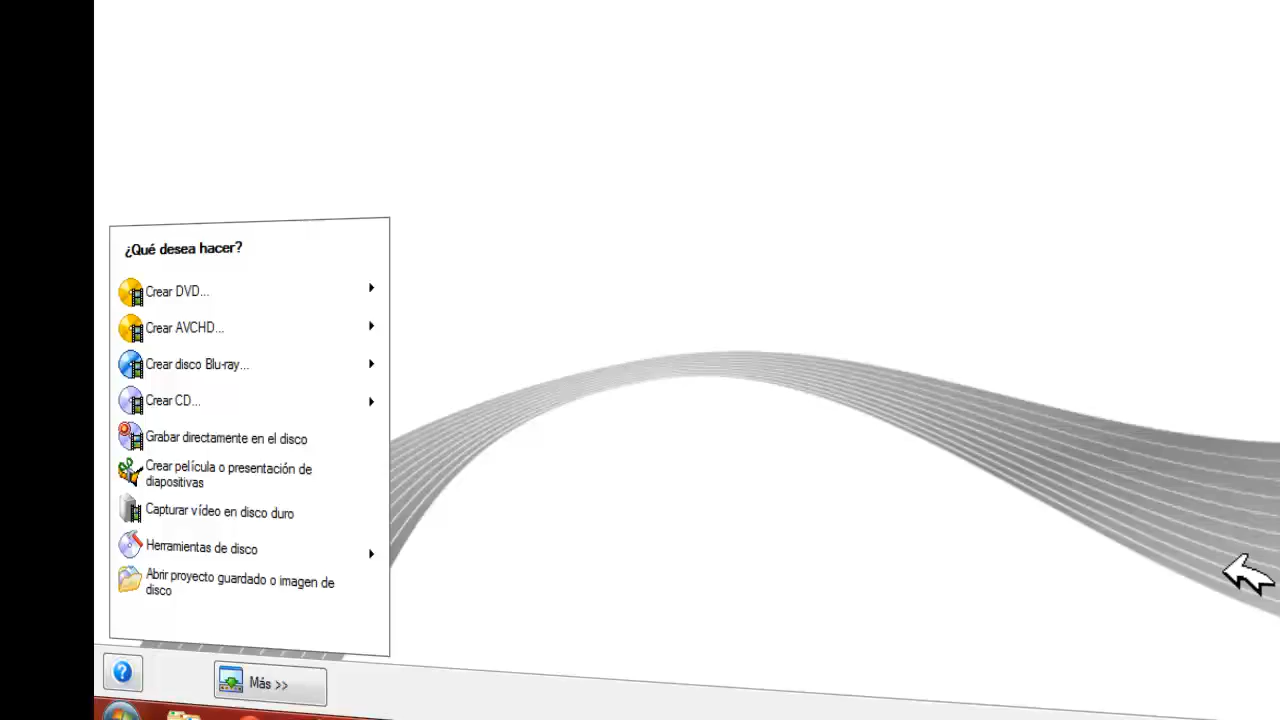 ¿Qué desea hacer?
Crear DVD...
Crear AVCHD...
Crear disco Blu-ray...
Crear CD...
Grabar directamente en el disco
Crear película o presentación de
diapositivas
Capturar vídeo en disco duro
Herramientas de disco
Abrir proyecto guardado o imagen de
disco
?
Más >>